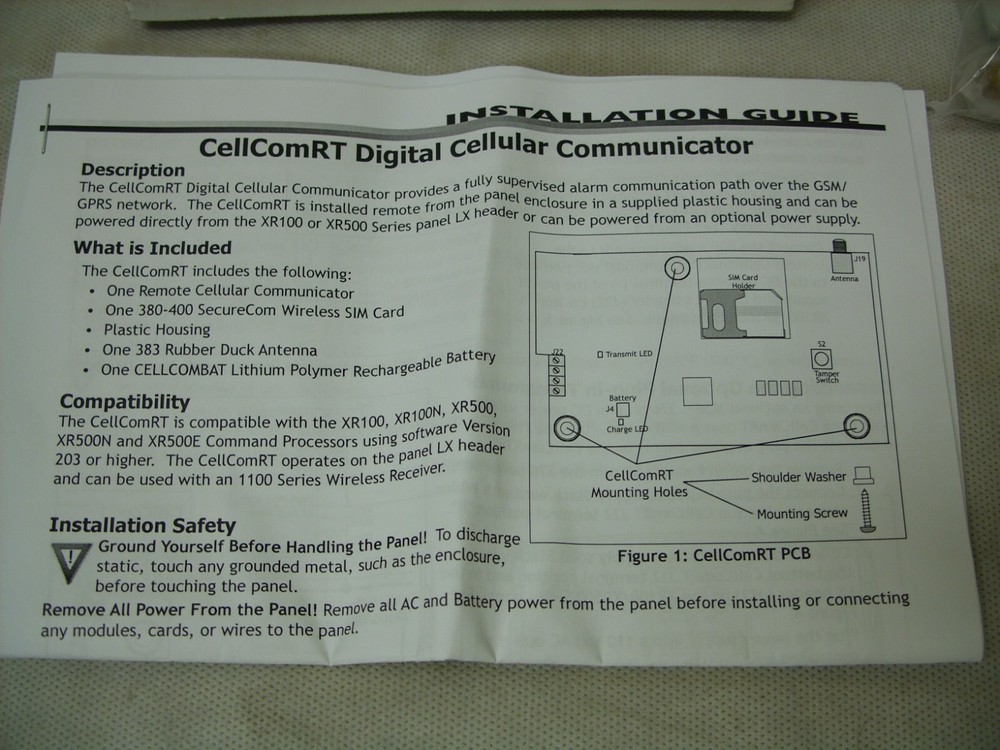 INSTALLATION GUIDE
CellComRT Digital Cellular Communicator
Description
The CellComRT Digital Cellular Communicator provides a fully supervised alarm communication path over the GSM/
GPRS network. The CellComRT is installed remote from the panel enclosure in a supplied plastic housing and can be
powered directly from the XR100 or XR500 Series panel LX header or can be powered from an optional power supply.
What is Included
The CellComRT includes the following:
• One Remote Cellular Communicator
• One 380-400 SecureCom Wireless SIM Card
• Plastic Housing
• One 383 Rubber Duck Antenna
• One CELLCOMBAT Lithium Polymer Rechargeable Battery
Compatibility
The CellComRT is compatible with the XR100, XR100N, XR500,
XR500N and XR500E Command Processors using software Version
203 or higher. The CellComRT operates on the panel LX header
and can be used with an 1100 Series Wireless Receiver.
Installation Safety
! Ground Yourself Before Handling the Panel! To discharge
static, touch any grounded metal, such as the enclosure,
before touching the panel.
Remove All Power From the Panel! Remove all AC and Battery power from the panel before installing or connecting
any modules, cards, or wires to the panel.
J19
Antenna
SIM Card
Holder
J22
Transmit LED
S2
Tamper
Switch
Battery
J4
Charge LED
CellComRT
Mounting Holes
Shoulder Washer
Mounting Screw
Figure 1: CellComRT PCB